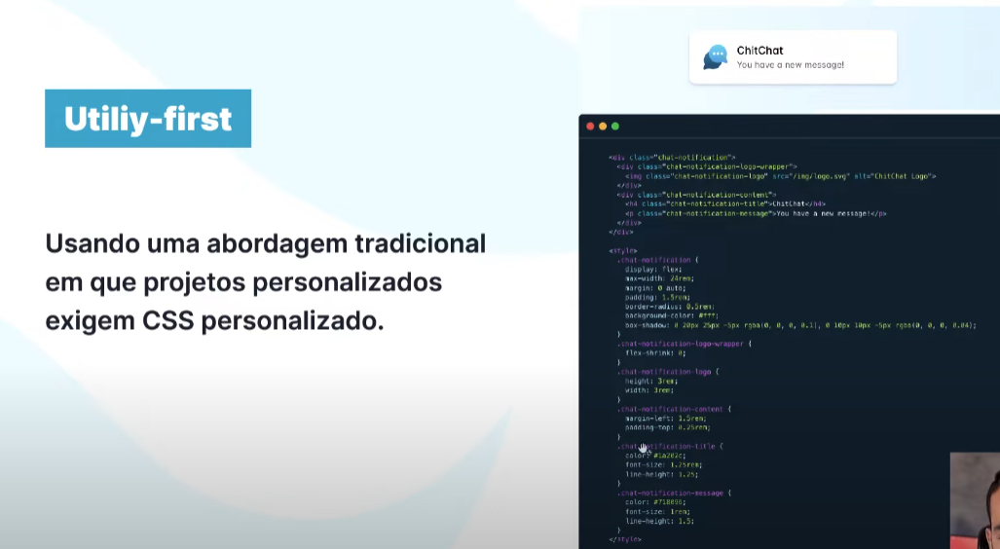 ChitChat
You have a new message!
Utiliy-first
Usando uma abordagem tradicional
em que projetos personalizados
exigem CSS personalizado.
<div class="chat-notification">
<div class="chat-notification-logo-wrapper">
<img class="chat-notification-logo" src="/img/logo.svg" alt="ChitChat Logo">
</div>
<div class="chat-notification-content">
<h4 class="chat-notification-title">ChitChat</h4>
<p class="chat-notification-message">You have a new message!</p>
</div>
</div>
<style>
.chat-notification {
display: flex;
max-width: 24rem;
margin: 0 auto;
padding: 1.5rem;
border-radius: 0.5rem;
background-color: #fff;
box-shadow: 0 20px 25px -5px rgba(0, 0, 0, 0.1), 0 10px 10px -5px rgba(0, 0, 0, 0.04);
}
.chat-notification-logo-wrapper {
flex-shrink: 0;
}
.chat-notification-logo {
height: 3rem;
width: 3rem;
}
.chat-notification-content {
margin-left: 1.5rem;
padding-top: 0.25rem;
}
.chat-notification-title {
color: #1a202c;
font-size: 1.25rem;
line-height: 1.25;
}
.chat-notification-message {
color: #718096;
font-size: 1rem;
line-height: 1.5;
}
</style>